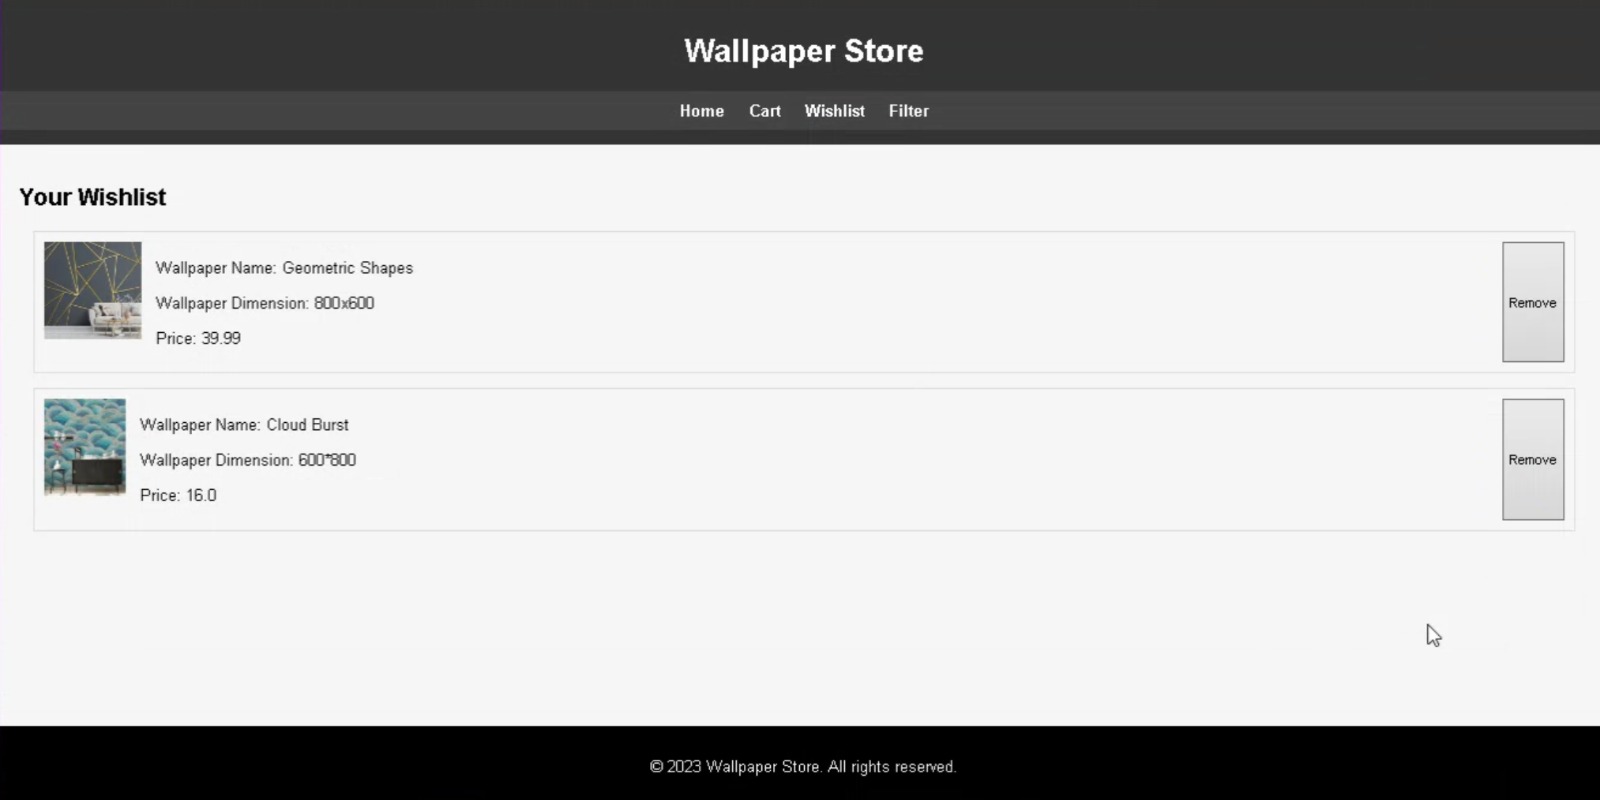 Wallpaper Store
Home Cart Wishlist Filter
Your Wishlist
Wallpaper Name: Geometric Shapes
Wallpaper Dimension: 800x600
Price: 39.99
Remove
Wallpaper Name: Cloud Burst
Wallpaper Dimension: 600*800
Price: 16.0
Remove
© 2023 Wallpaper Store. All rights reserved.